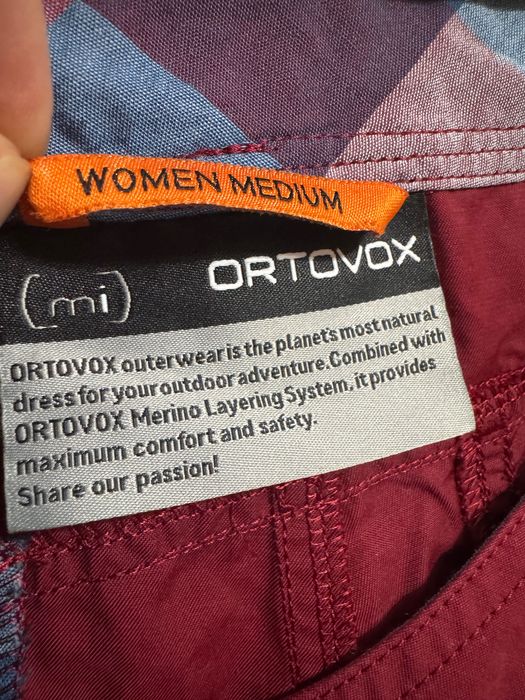 WOMEN MEDIUM
(mi) ORTOVOX
ORTOVOX outerwear is the planet's most natural
dress for your outdoor adventure. Combined with
ORTOVOX Merino Layering System, it provides
maximum comfort and safety.
Share our passion!